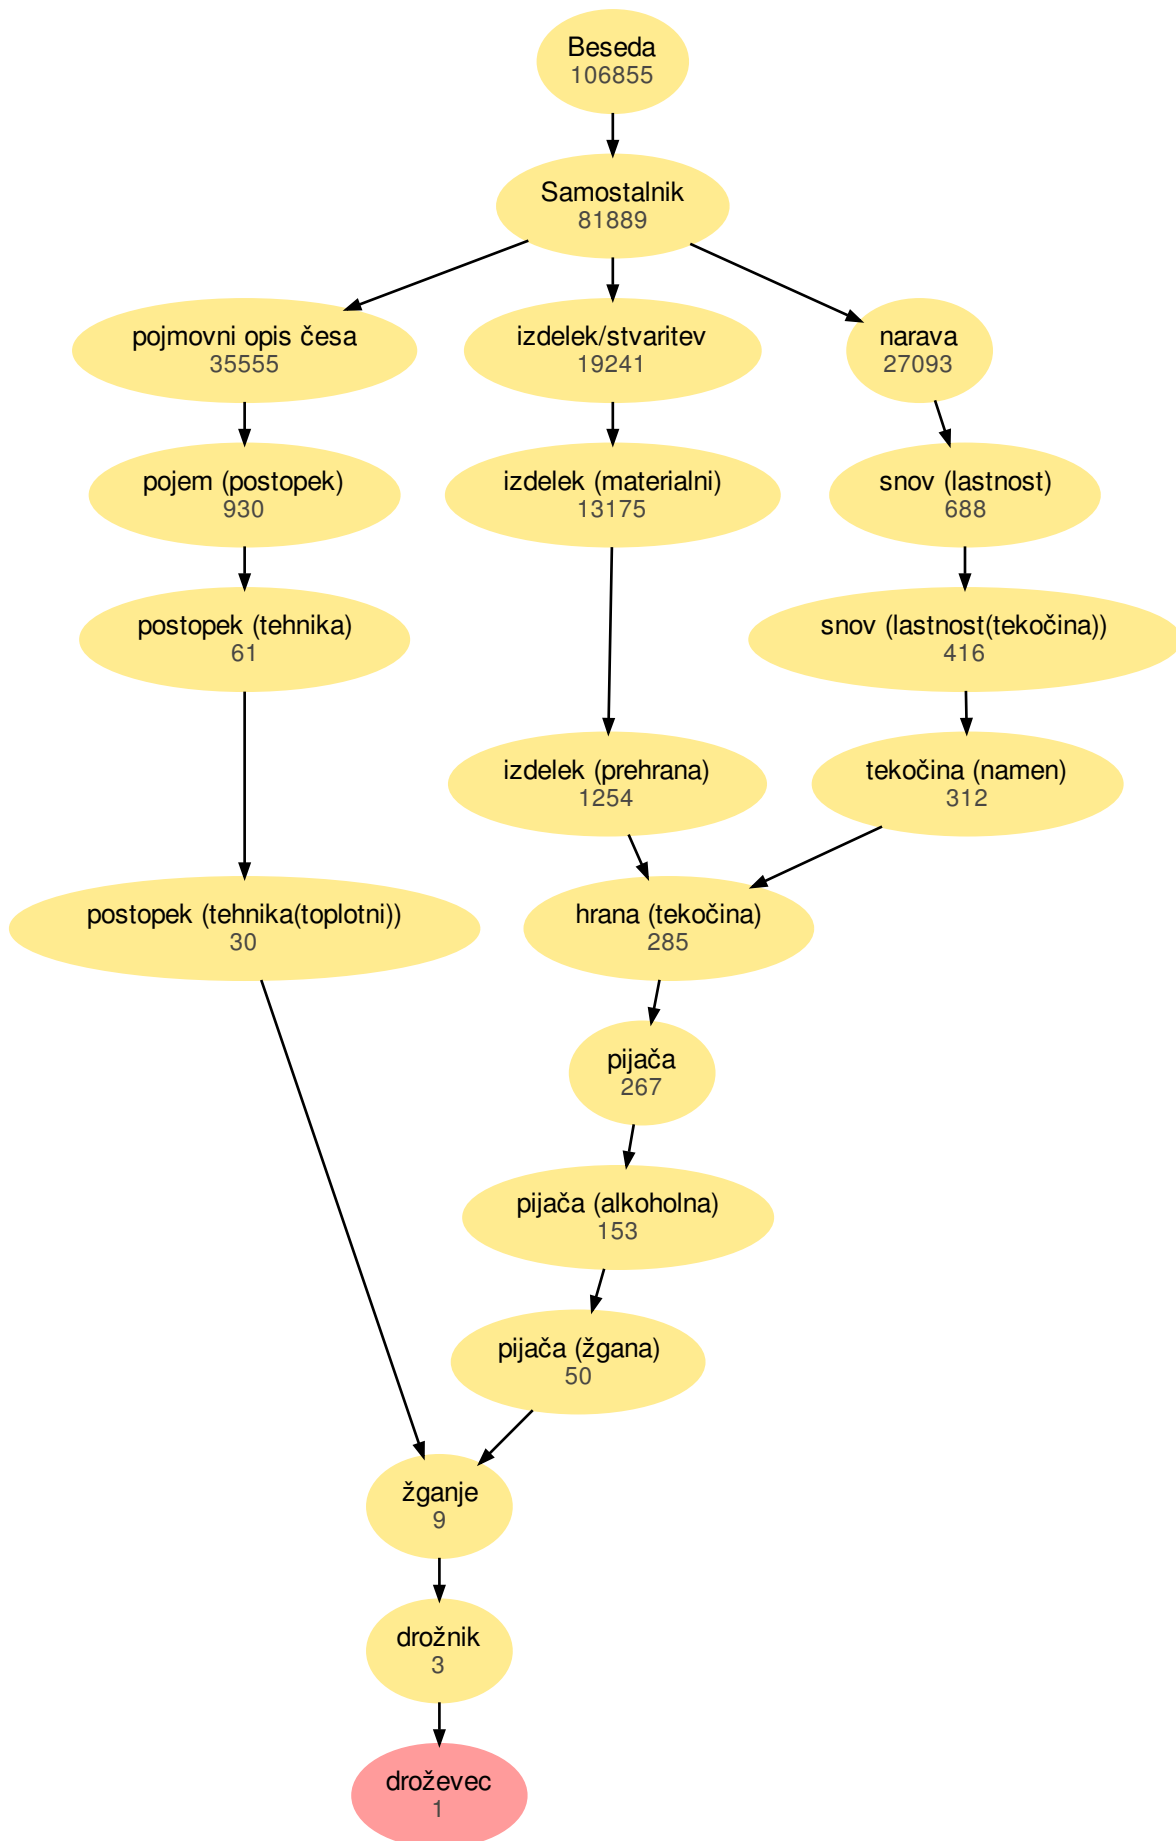 Beseda
106855
Samostalnik
81889
pojmovni opis česa
35555
izdelek/stvaritev
19241
narava
27093
pojem (postopek)
930
izdelek (materialni)
13175
snov (lastnost)
688
postopek (tehnika)
61
snov (lastnost(tekočina))
416
izdelek (prehrana)
1254
tekočina (namen)
312
postopek (tehnika(toplotni))
30
hrana (tekočina)
285
pijača
267
pijača (alkoholna)
153
pijača (žgana)
50
žganje
9
drožnik
3
droževec
1